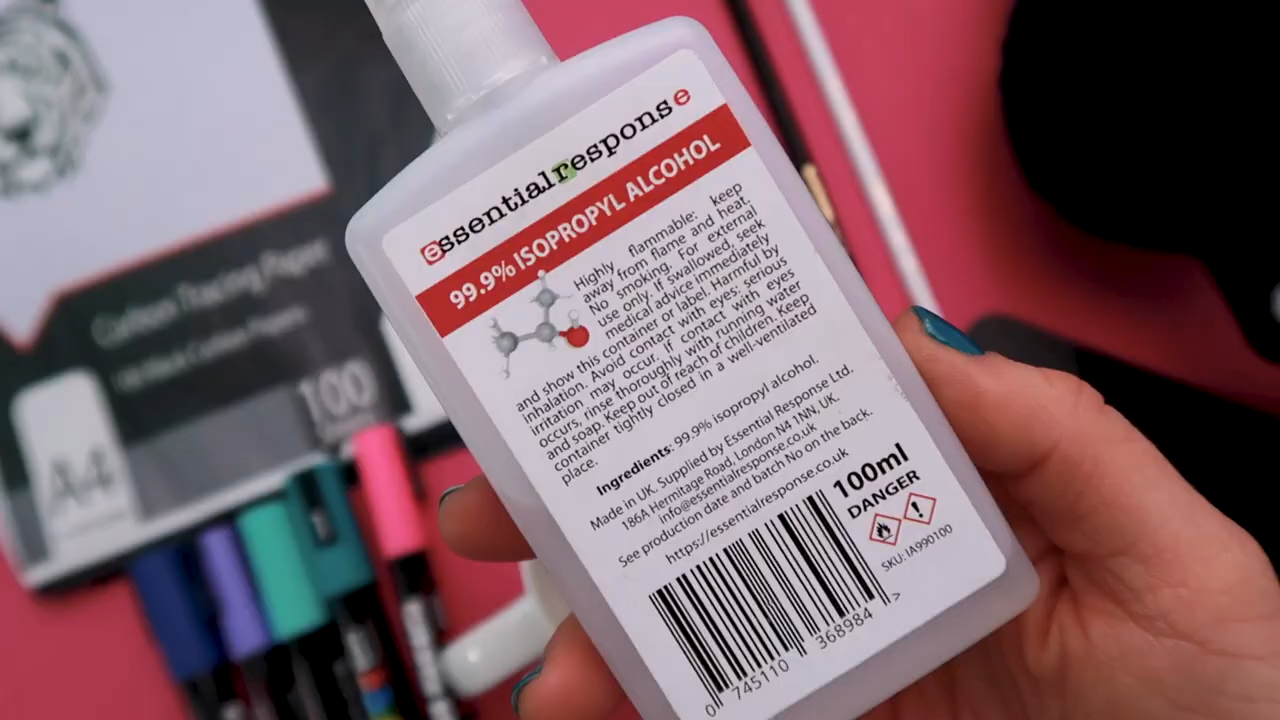 essentialresponse
99.9% ISOPROPYL ALCOHOL
Highly flammable: keep
away from flame and heat.
No smoking. For external
use only. If swallowed, seek
medical advice immediately
and show this container or label. Harmful by
inhalation. Avoid contact with eyes: serious
irritation may occur. If contact with eyes
occurs, rinse thoroughly with running water
and soap. Keep out of reach of children. Keep
container tightly closed in a well-ventilated
place.
Ingredients: 99.9% isopropyl alcohol.
Made in UK. Supplied by Essential Response Ltd.
186A Hermitage Road, London N4 1NN, UK.
info@essentialresponse.co.uk
See production date and batch No on the back.
https://essentialresponse.co.uk
100ml
DANGER
SKU: IA990100
0 745110 368984 >
Carbon Tracing Paper
100
A4